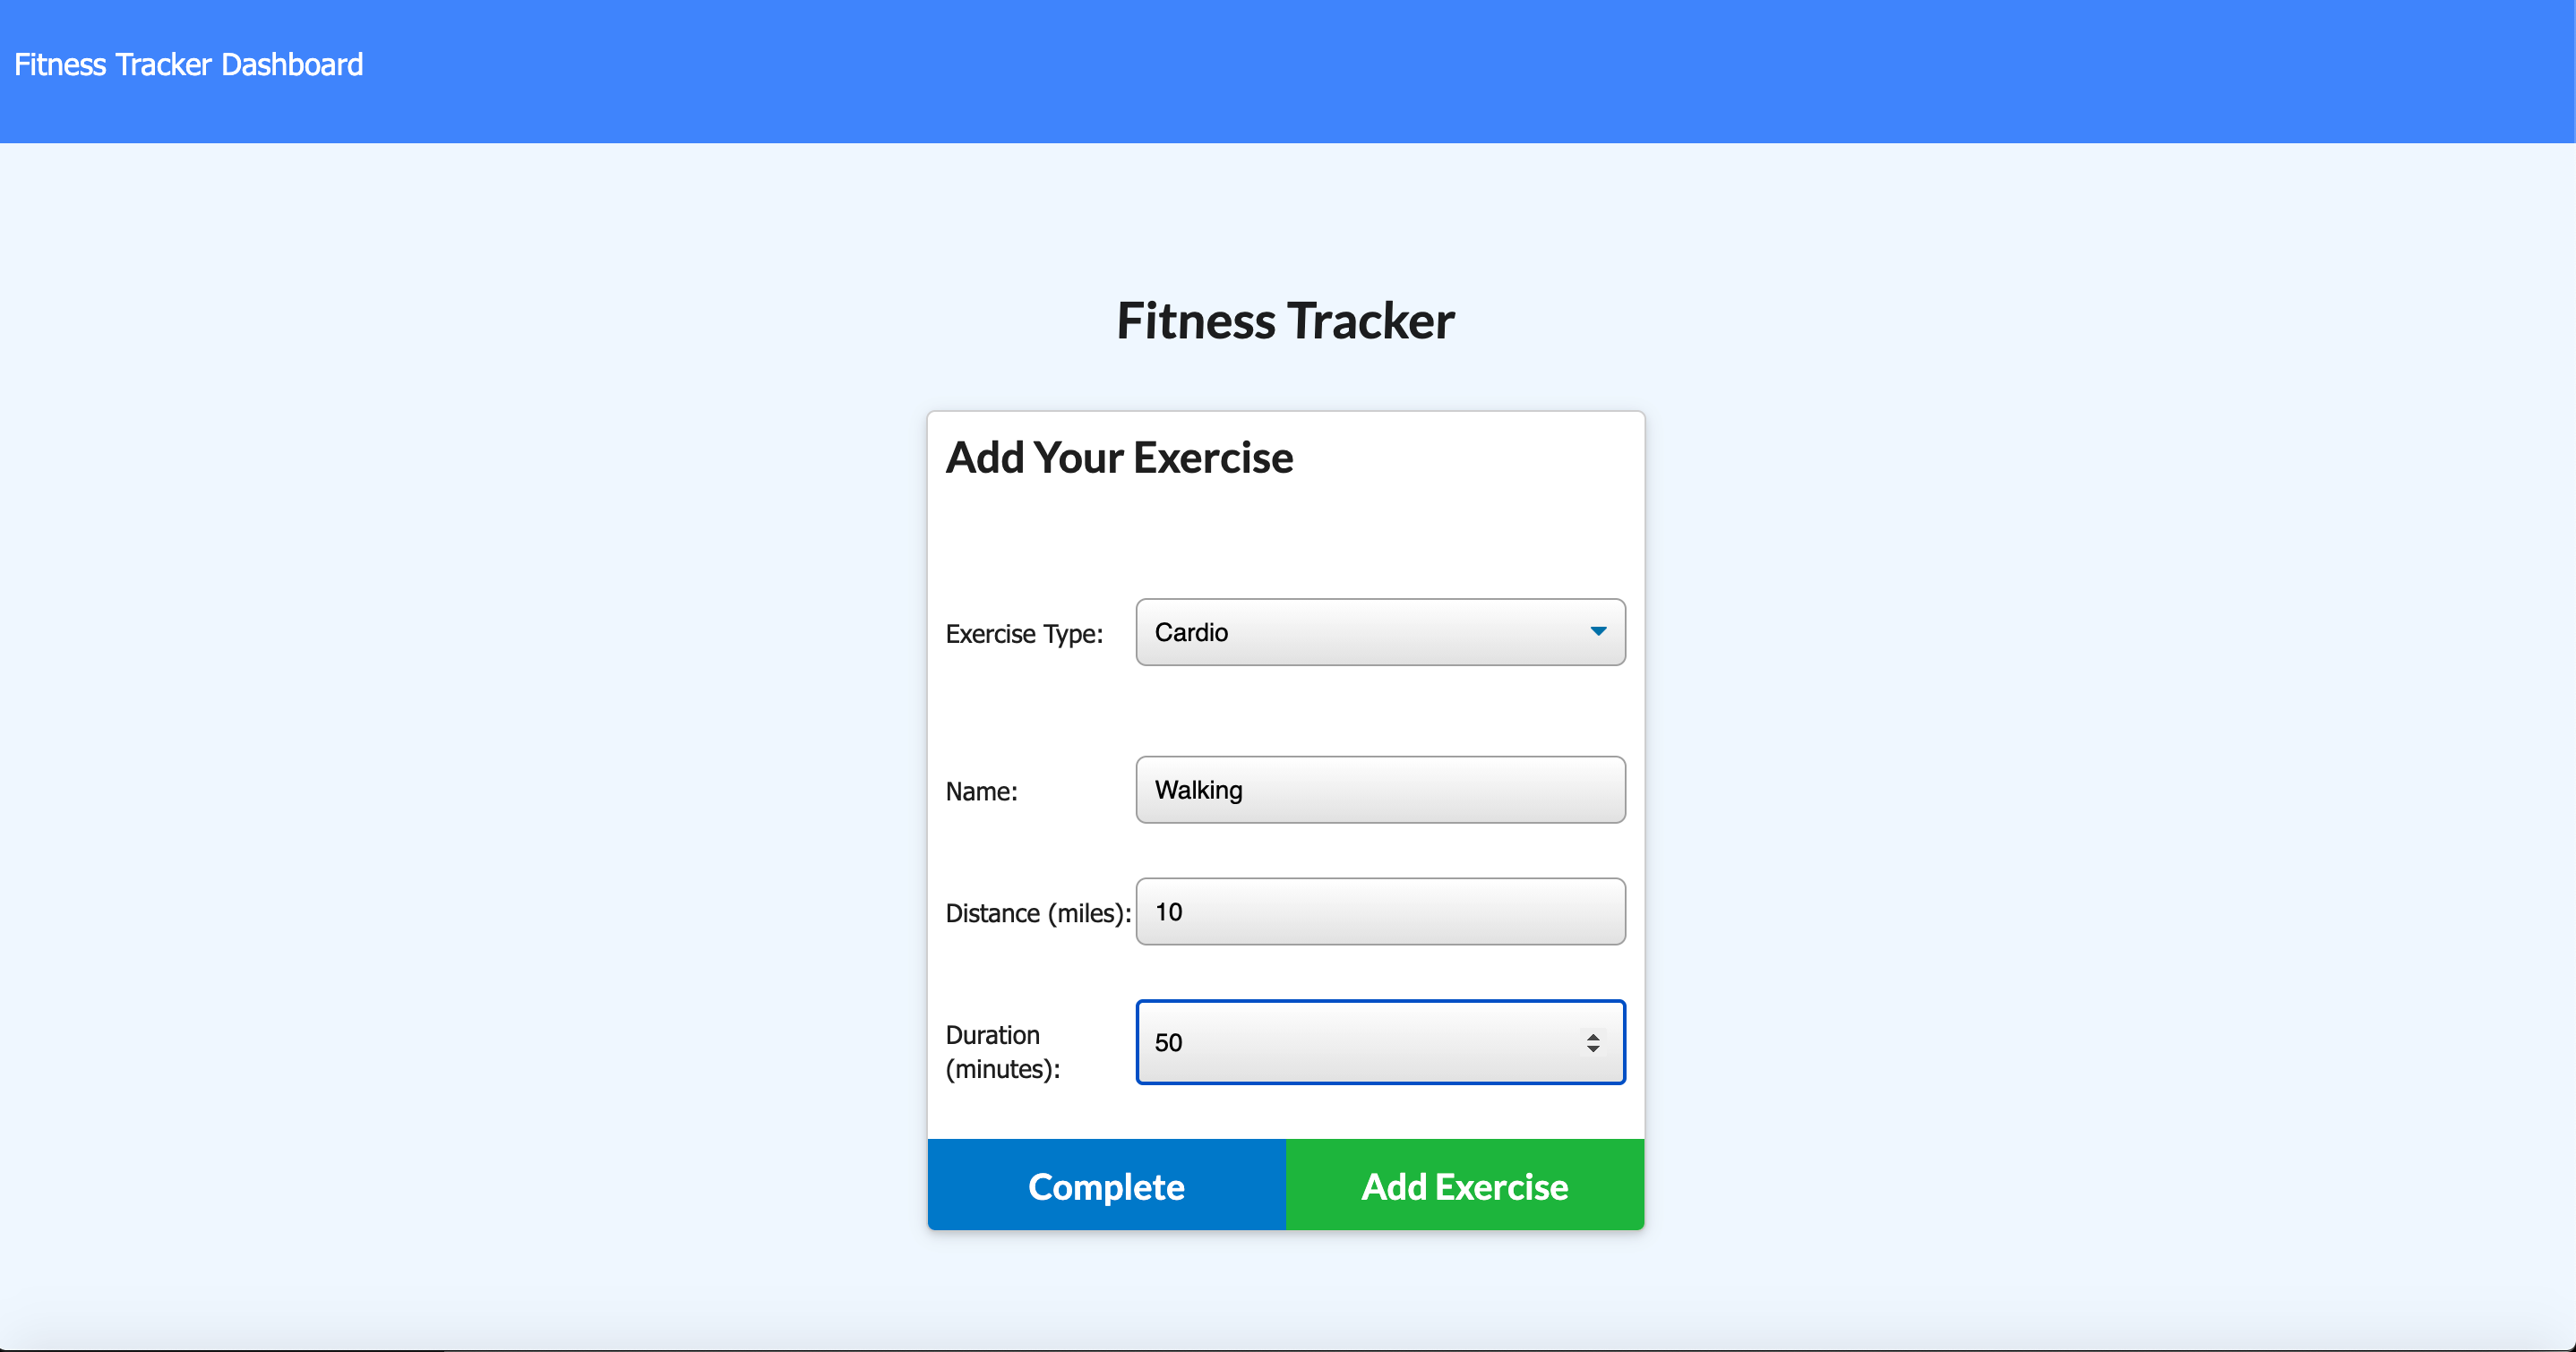 Fitness Tracker Dashboard
Fitness Tracker
Add Your Exercise
Exercise Type: Cardio
Name: Walking
Distance (miles): 10
Duration
(minutes): 50
Complete Add Exercise